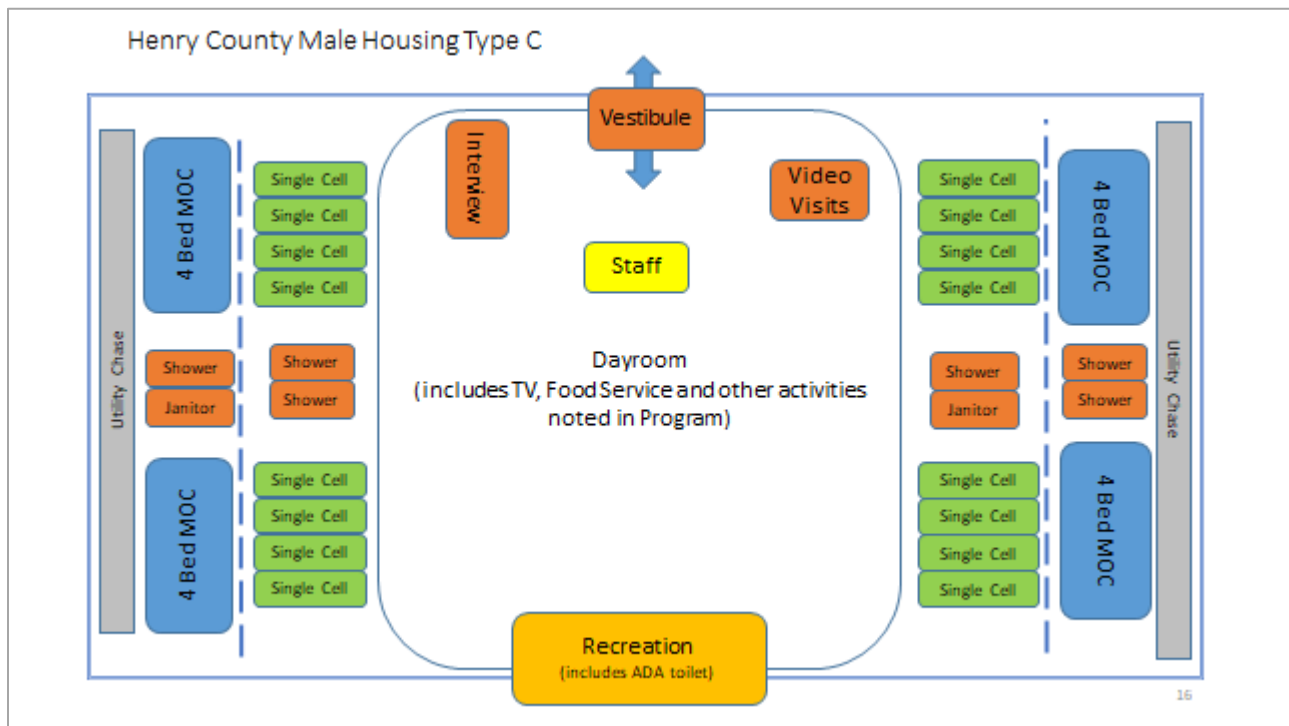 Henry County Male Housing Type C
Vestibule
Interview
Video
Visits
Staff
Dayroom
(includes TV, Food Service and other activities
noted in Program)
Recreation
(includes ADA toilet)
Utility Chase
4 Bed MOC
Shower
Janitor
4 Bed MOC
Single Cell
Single Cell
Single Cell
Single Cell
Shower
Shower
Single Cell
Single Cell
Single Cell
Single Cell
Single Cell
Single Cell
Single Cell
Single Cell
Shower
Janitor
Single Cell
Single Cell
Single Cell
Single Cell
4 Bed MOC
Shower
Shower
4 Bed MOC
Utility Chase
16